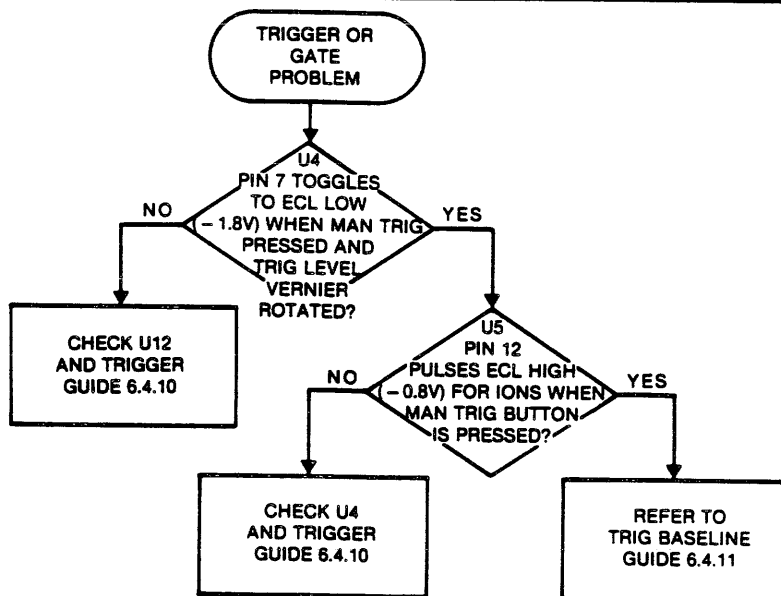 TRIGGER OR
GATE
PROBLEM
U4
PIN 7 TOGGLES
TO ECL LOW
(– 1.8V) WHEN MAN TRIG
PRESSED AND
TRIG LEVEL
VERNIER
ROTATED?
NO
YES
CHECK U12
AND TRIGGER
GUIDE 6.4.10
U5
PIN 12
PULSES ECL HIGH
(– 0.8V) FOR IONS WHEN
MAN TRIG BUTTON
IS PRESSED?
NO
YES
CHECK U4
AND TRIGGER
GUIDE 6.4.10
REFER TO
TRIG BASELINE
GUIDE 6.4.11